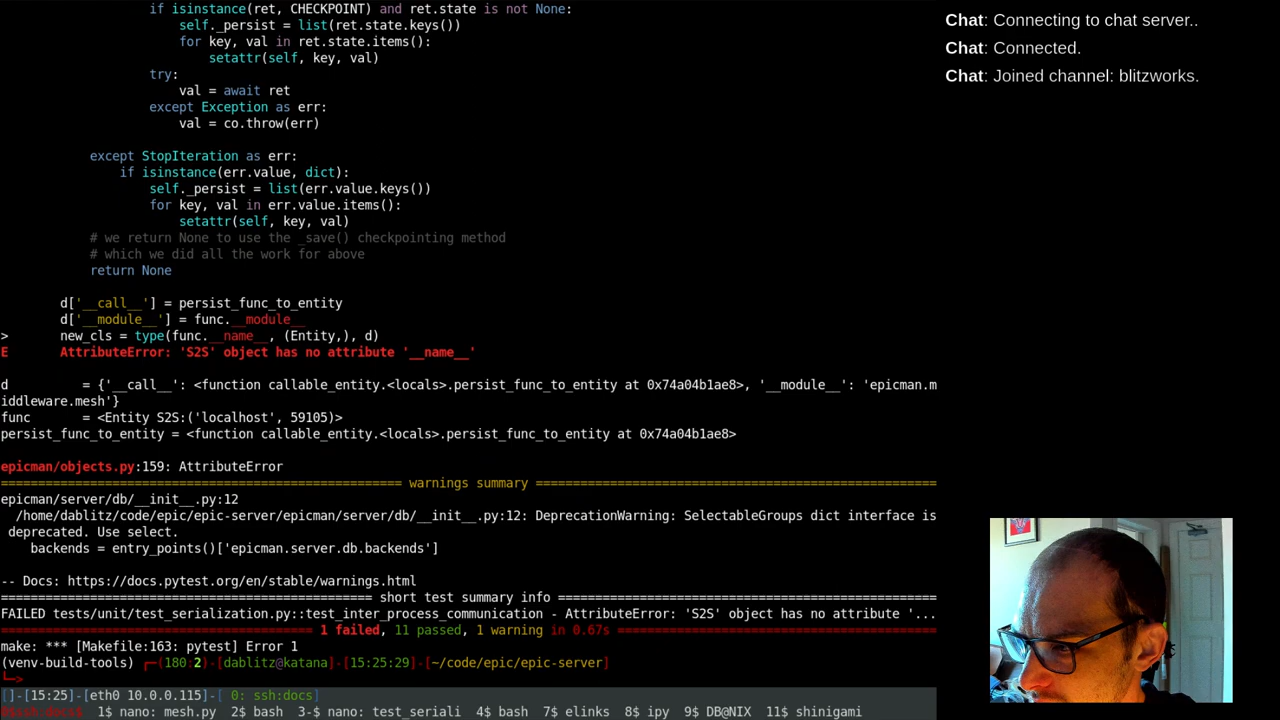 if isinstance(ret, CHECKPOINT) and ret.state is not None:
self._persist = list(ret.state.keys())
for key, val in ret.state.items():
setattr(self, key, val)
try:
val = await ret
except Exception as err:
val = co.throw(err)
except StopIteration as err:
if isinstance(err.value, dict):
self._persist = list(err.value.keys())
for key, val in err.value.items():
setattr(self, key, val)
# we return None to use the _save() checkpointing method
# which we did all the work for above
return None
d['__call__'] = persist_func_to_entity
d['__module__'] = func.__module__
> new_cls = type(func.__name__, (Entity,), d)
E AttributeError: 'S2S' object has no attribute '__name__'
d = {'__call__': <function callable_entity.<locals>.persist_func_to_entity at 0x74a04b1ae8>, '__module__': 'epicman.m
iddleware.mesh'}
func = <Entity S2S:('localhost', 59105)>
persist_func_to_entity = <function callable_entity.<locals>.persist_func_to_entity at 0x74a04b1ae8>
epicman/objects.py:159: AttributeError
warnings summary
epicman/server/db/__init__.py:12
/home/dablitz/code/epic/epic-server/epicman/server/db/__init__.py:12: DeprecationWarning: SelectableGroups dict interface is
deprecated. Use select.
backends = entry_points()['epicman.server.db.backends']
-- Docs: https://docs.pytest.org/en/stable/warnings.html
short test summary info
FAILED tests/unit/test_serialization.py::test_inter_process_communication - AttributeError: 'S2S' object has no attribute '...
1 failed, 11 passed, 1 warning in 0.67s
make: *** [Makefile:163: pytest] Error 1
(venv-build-tools) ┌─(180:2)-[dablitz@katana]-[15:25:29]-[~/code/epic/epic-server]
└─>
[]-[15:25]-[eth0 10.0.0.115]-[ 0: ssh:docs]
0$ssh:docs$ 1$ nano: mesh.py 2$ bash 3-$ nano: test_seriali 4$ bash 7$ elinks 8$ ipy 9$ DB@NIX 11$ shinigami
Chat: Connecting to chat server..
Chat: Connected.
Chat: Joined channel: blitzworks.